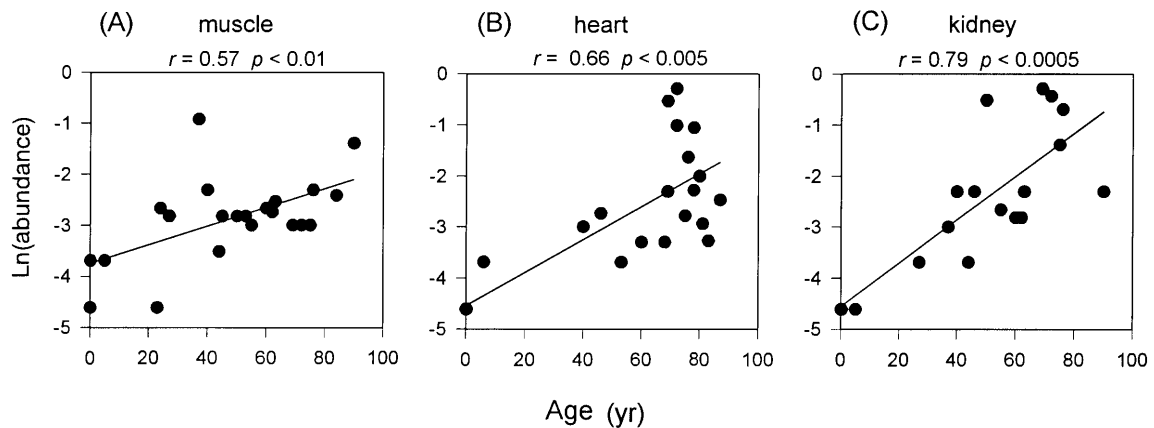 (A) muscle
r = 0.57 p < 0.01
(B) heart
r = 0.66 p < 0.005
(C) kidney
r = 0.79 p < 0.0005
Ln(abundance)
0
-1
-2
-3
-4
-5
0 20 40 60 80 100
0
-1
-2
-3
-4
-5
0 20 40 60 80 100
0
-1
-2
-3
-4
-5
0 20 40 60 80 100
Age (yr)